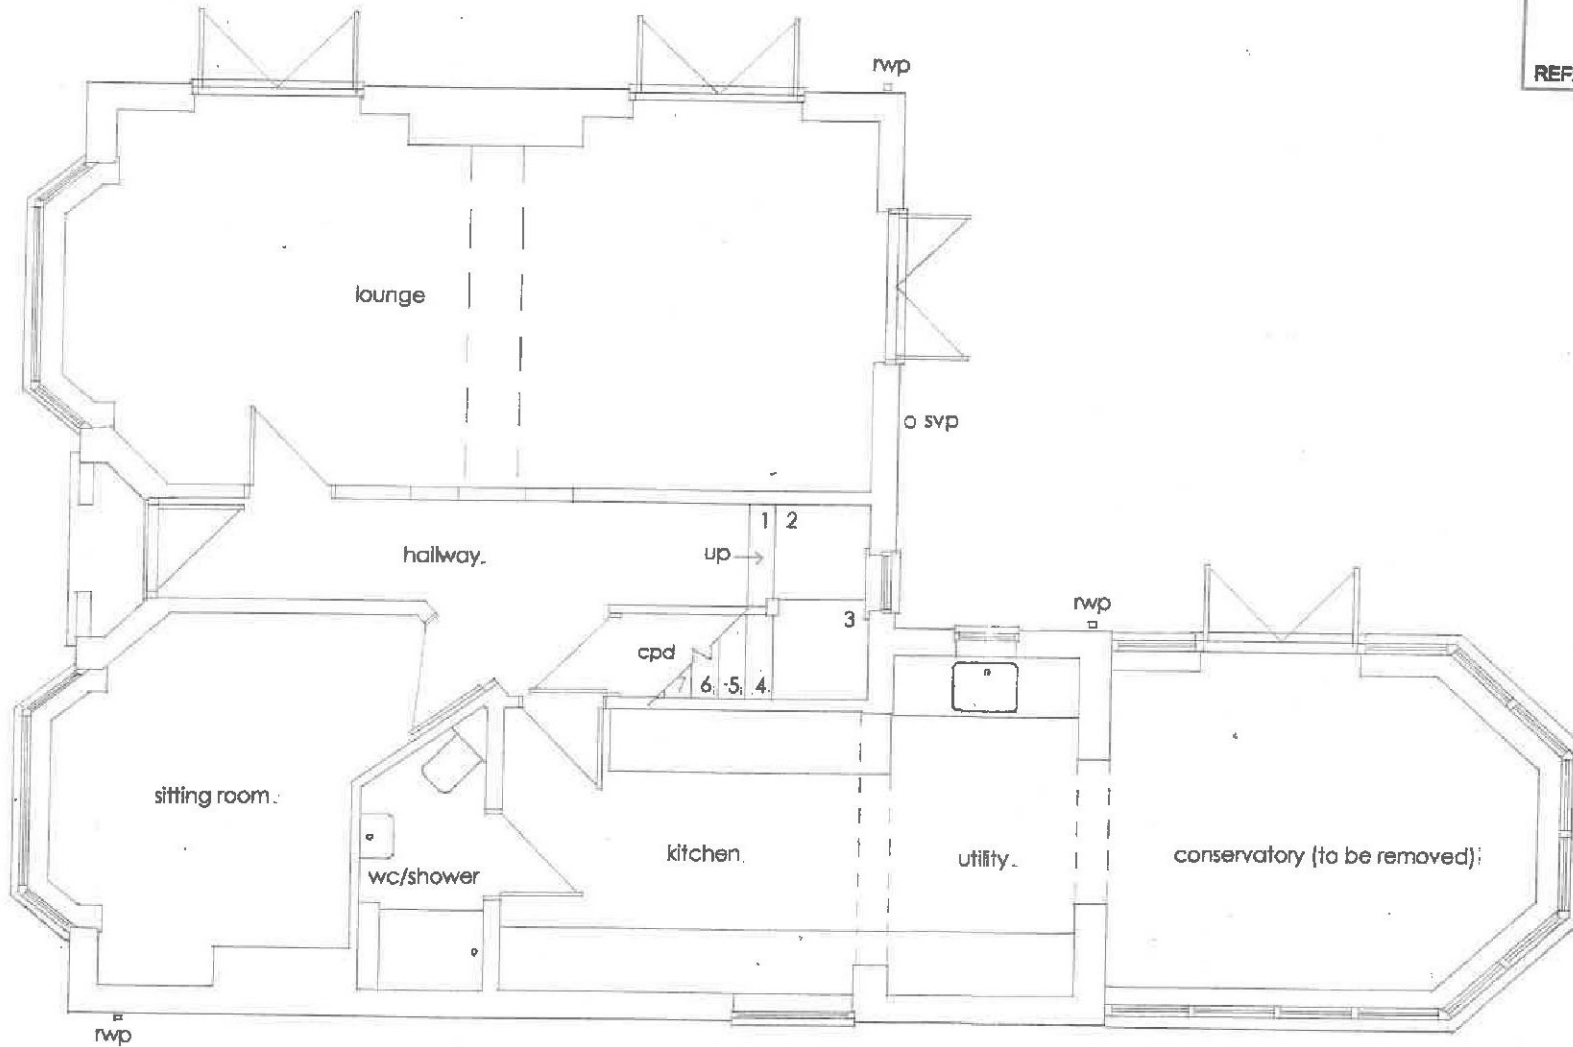 rwp
REF
lounge
svp
1 2
hallway
up
3
rwp
cpd
7 6 5 4
sitting room
kitchen
utility
conservatory (to be removed)
wc/shower
rwp